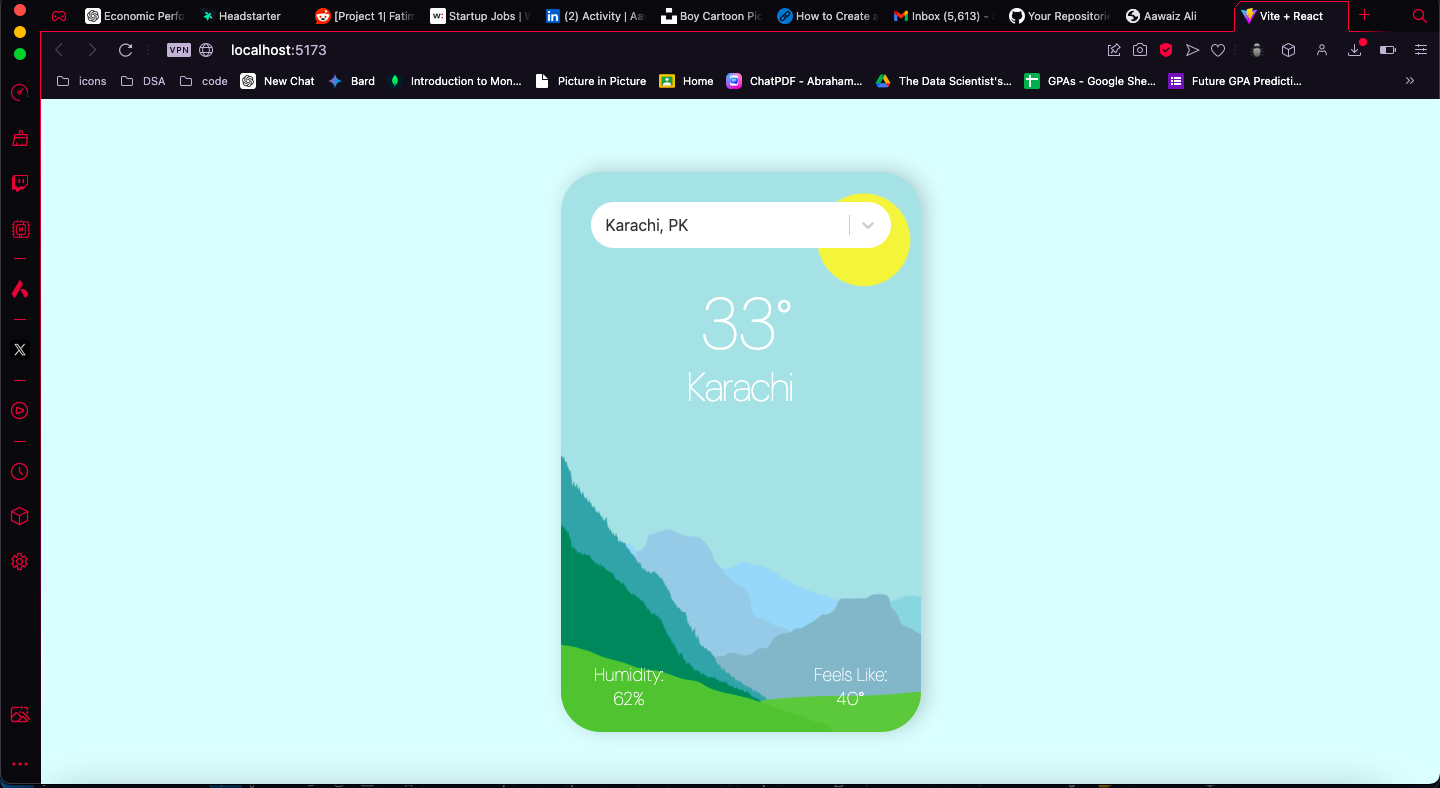 Economic Perfo
Headstarter
[Project 1| Fatim
Startup Jobs |
(2) Activity | Aa
Boy Cartoon Pic
How to Create a
Inbox (5,613) -
Your Repositorie
Aawaiz Ali
Vite + React
VPN
localhost:5173
icons
DSA
code
New Chat
Bard
Introduction to Mon...
Picture in Picture
Home
ChatPDF - Abraham...
The Data Scientist's...
GPAs - Google She...
Future GPA Predicti...
Karachi, PK
33°
Karachi
Humidity:
62%
Feels Like:
40°